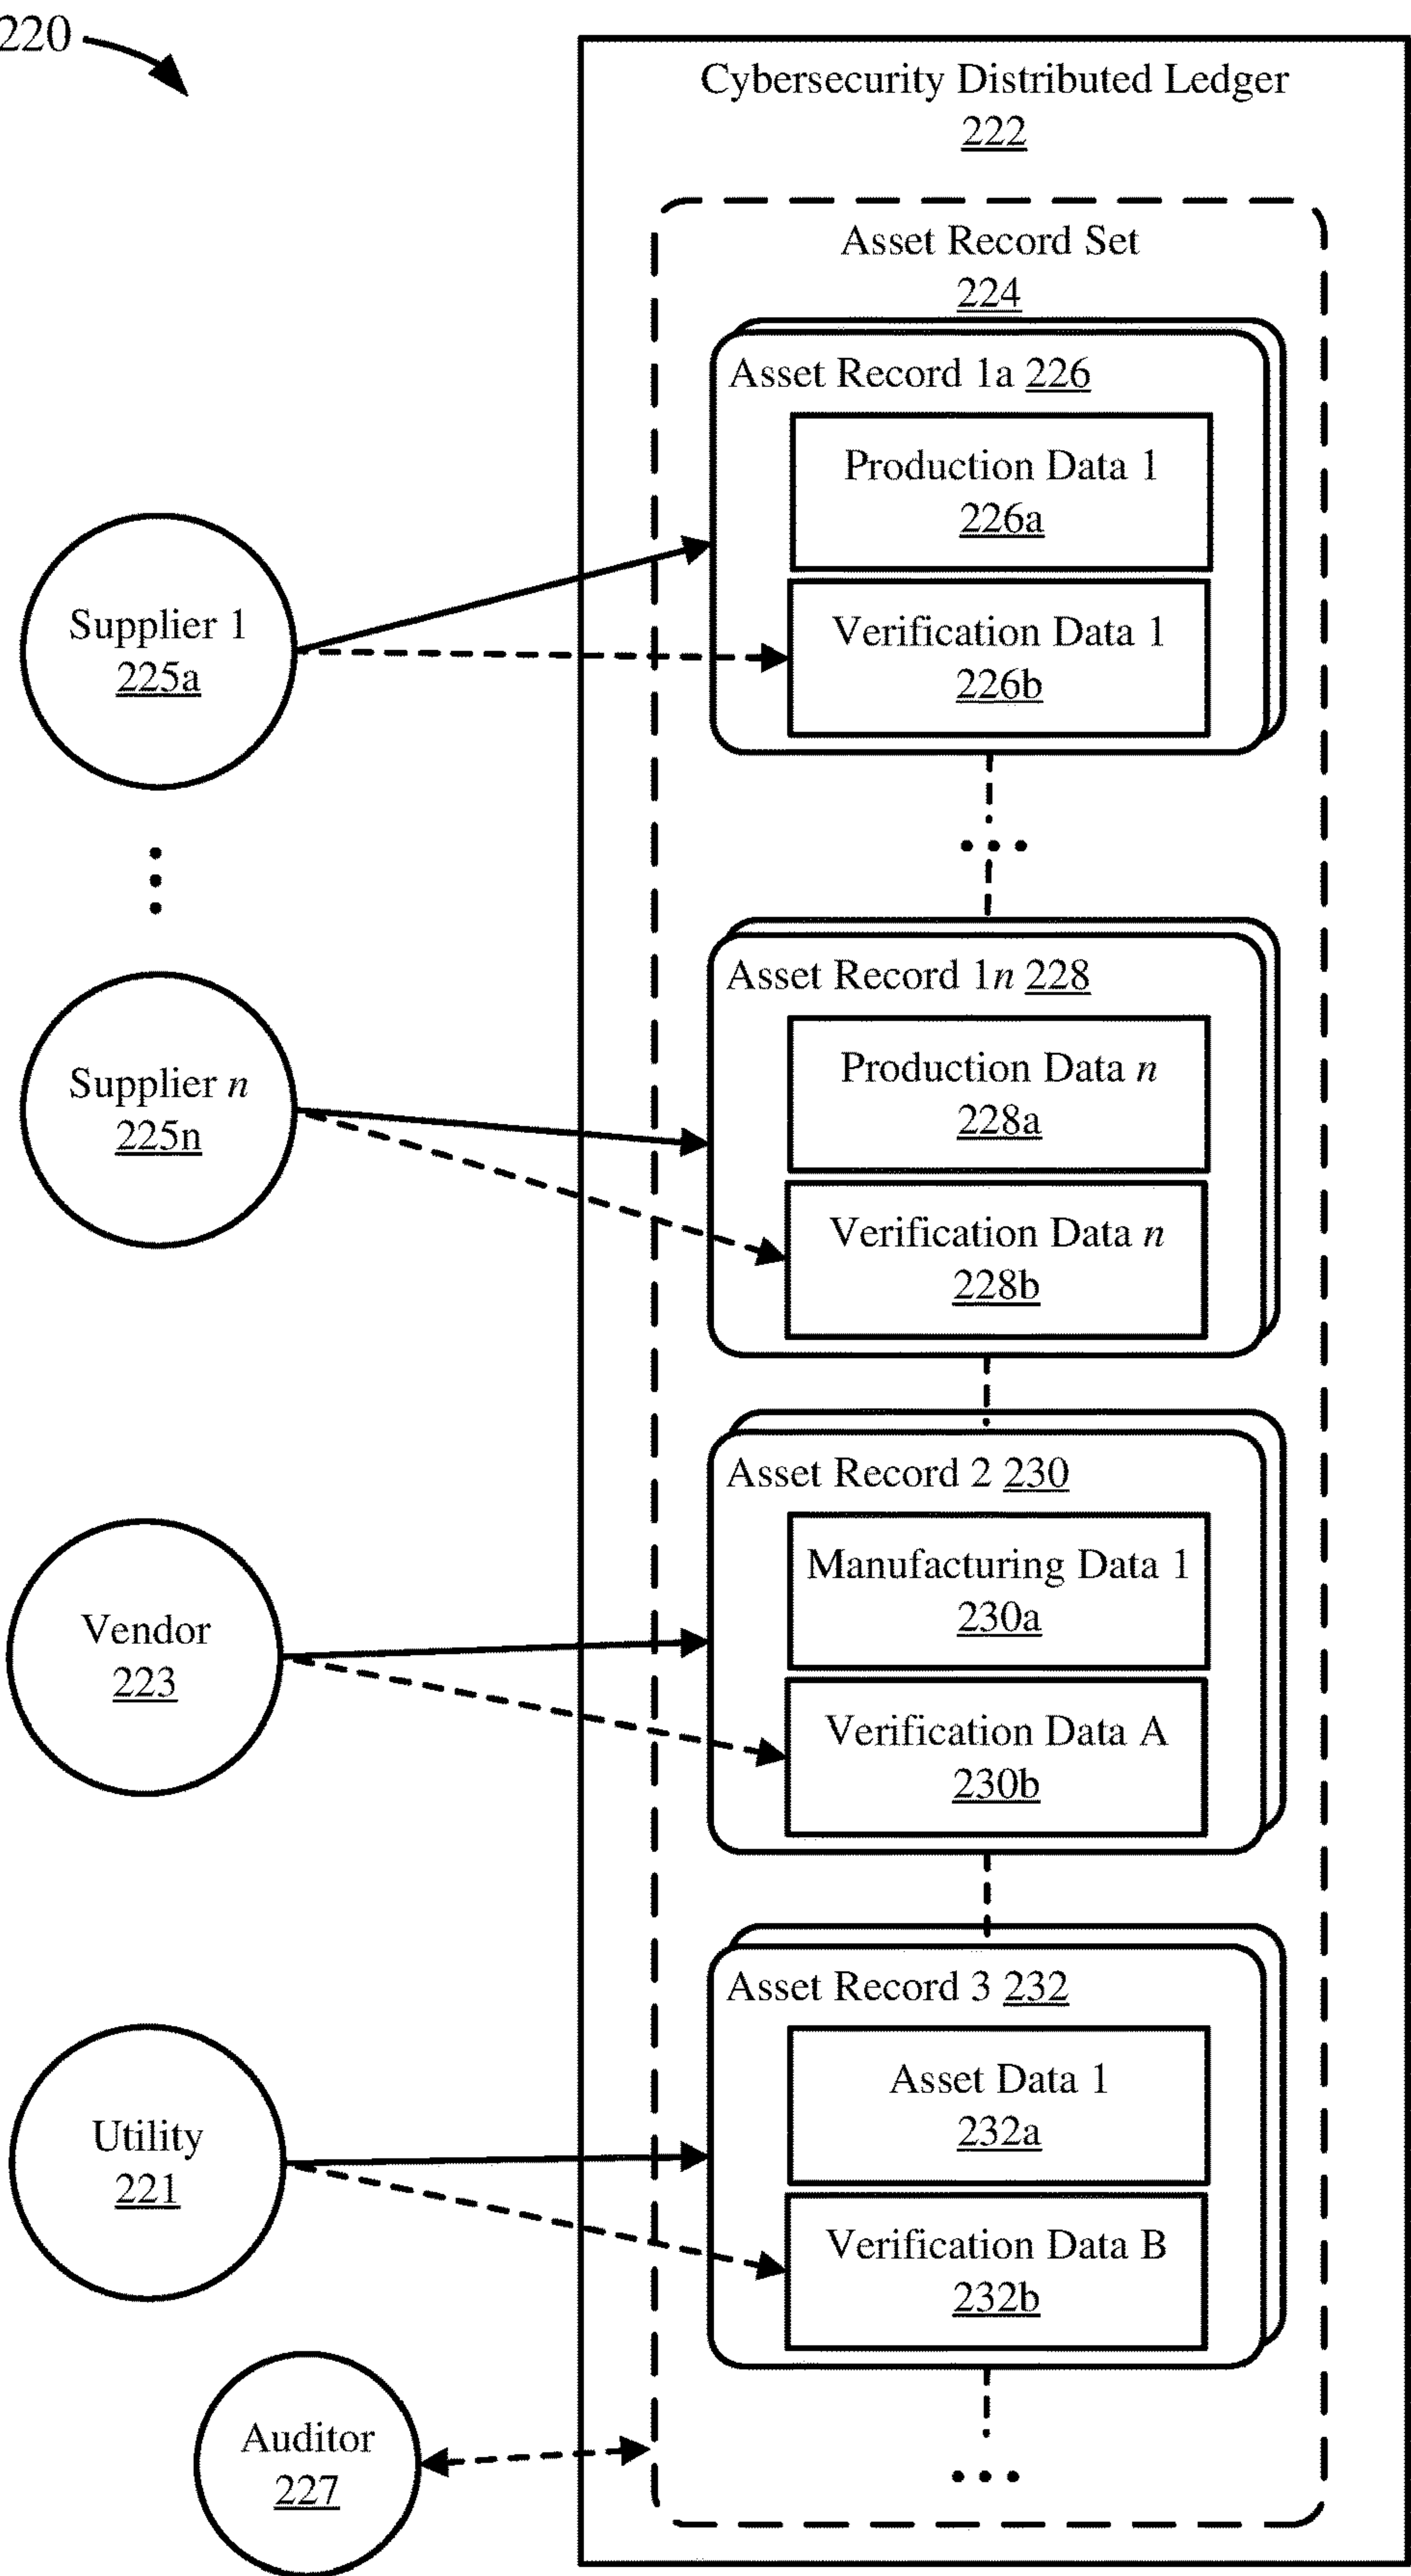 220
Cybersecurity Distributed Ledger
222
Asset Record Set
224
Asset Record 1a 226
Production Data 1
226a
Verification Data 1
226b
Supplier 1
225a
Asset Record 1n 228
Production Data n
228a
Verification Data n
228b
Supplier n
225n
Asset Record 2 230
Manufacturing Data 1
230a
Verification Data A
230b
Vendor
223
Asset Record 3 232
Asset Data 1
232a
Verification Data B
232b
Utility
221
Auditor
227